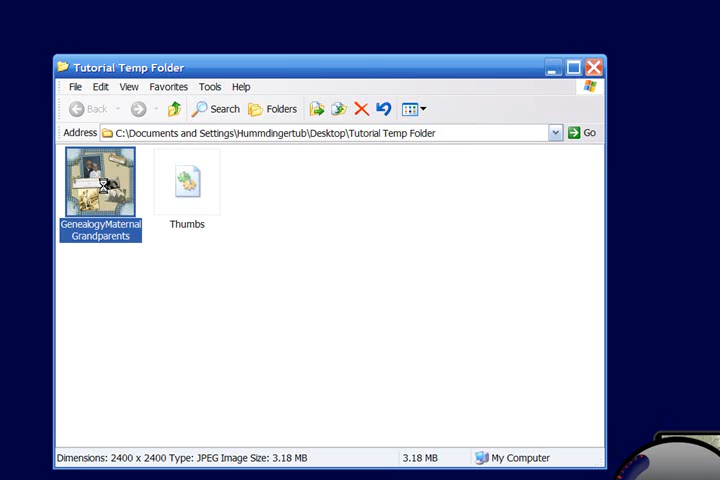 Tutorial Temp Folder
File Edit View Favorites Tools Help
Back Search Folders
Address C:\Documents and Settings\Hummdingertub\Desktop\Tutorial Temp Folder Go
GenealogyMaternal
Grandparents
Thumbs
Dimensions: 2400 x 2400 Type: JPEG Image Size: 3.18 MB 3.18 MB My Computer